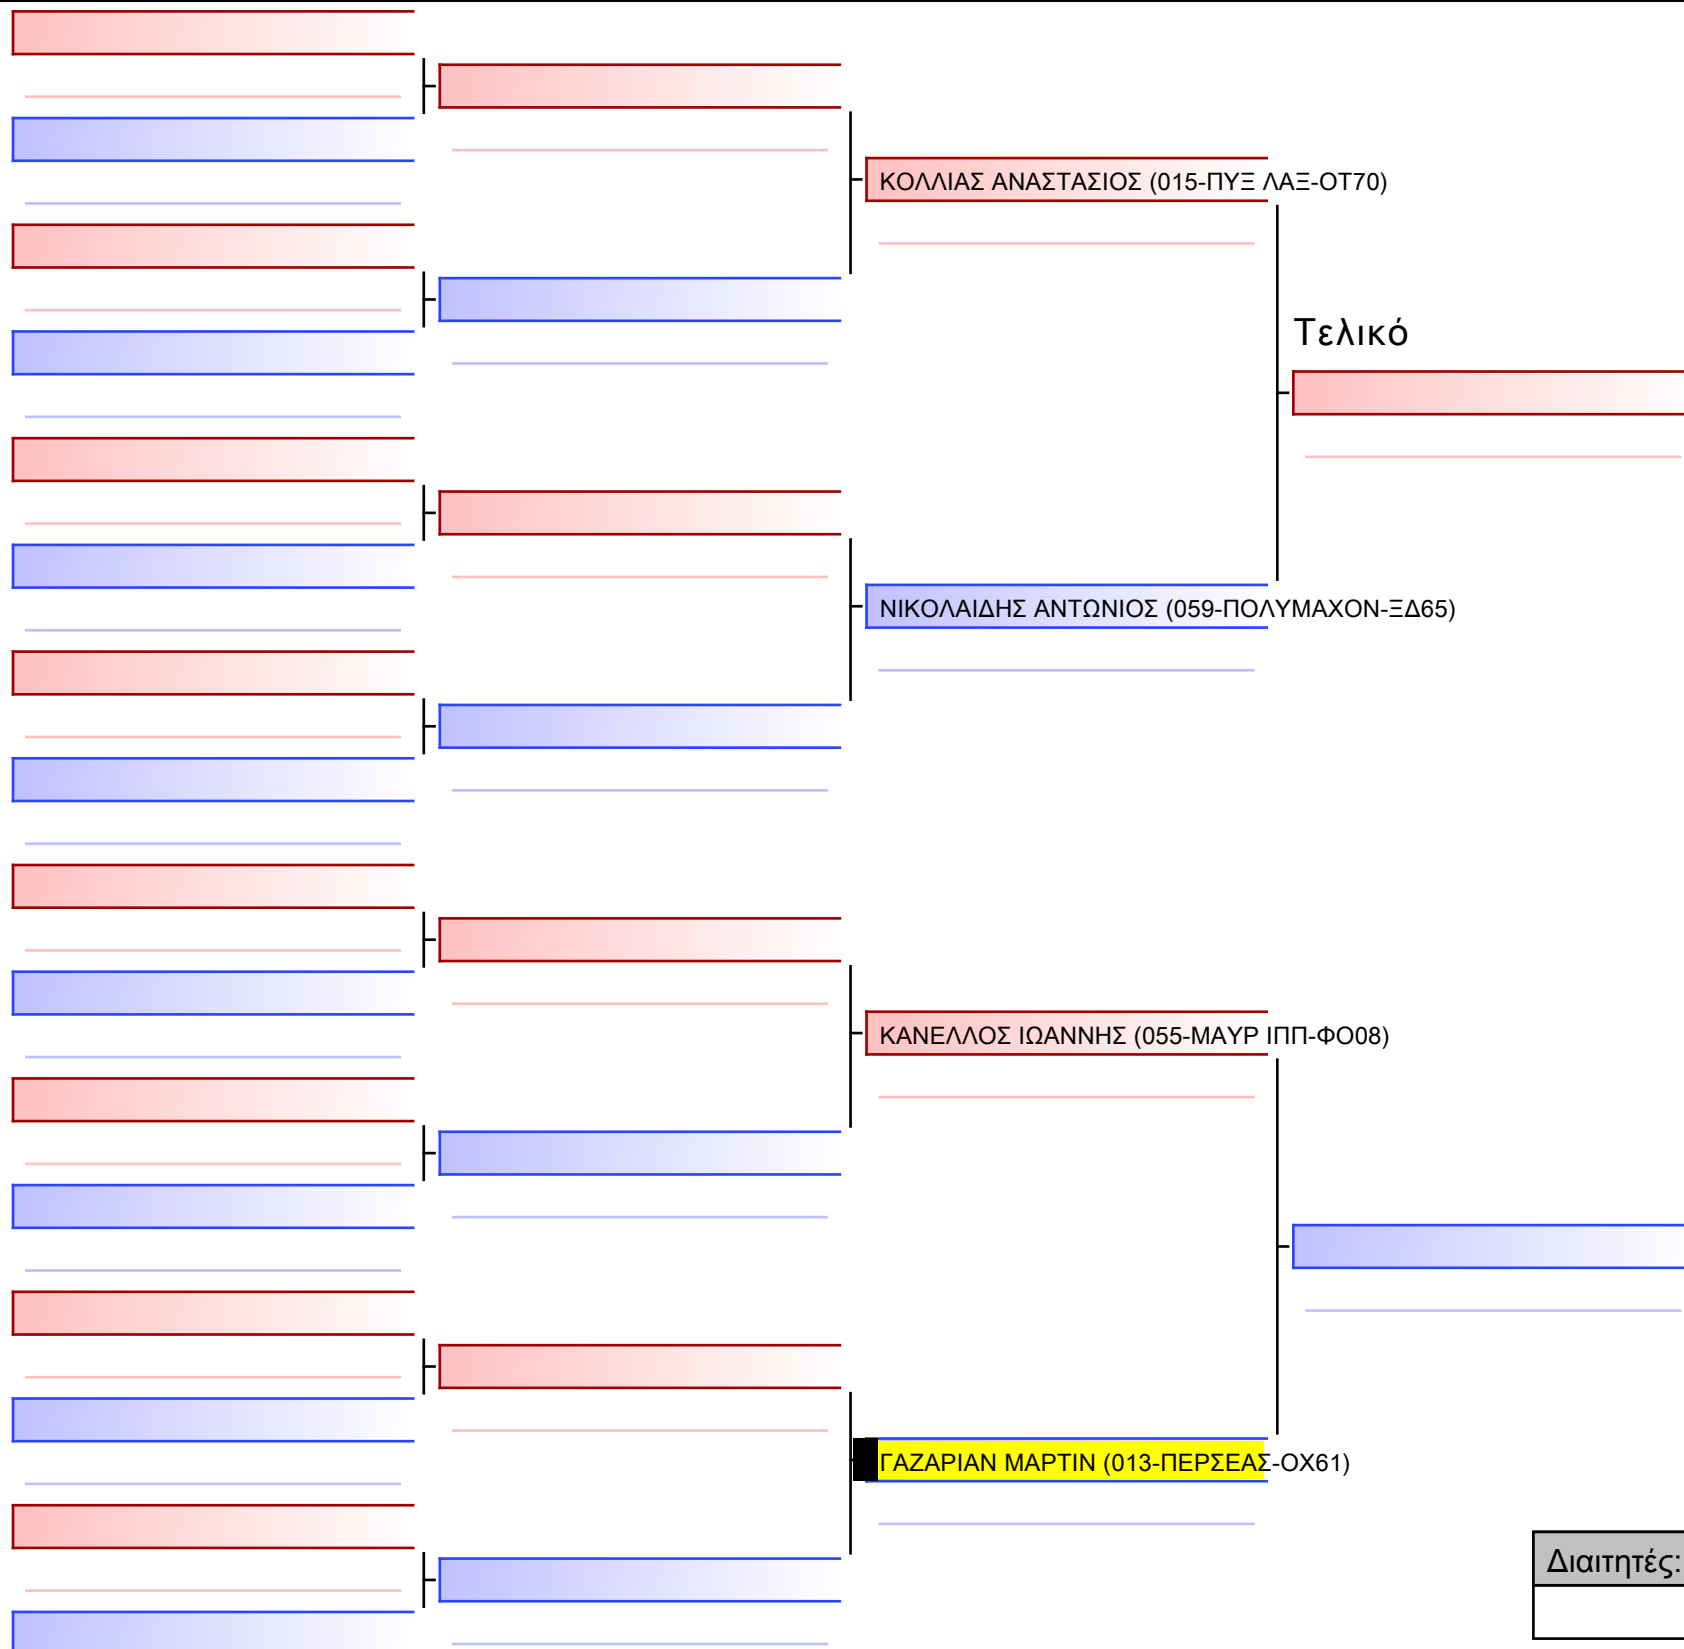 ΚΟΛΛΙΑΣ ΑΝΑΣΤΑΣΙΟΣ (015-ΠΥΞ ΛΑΞ-ΟΤ70)
Τελικό
ΝΙΚΟΛΑΙΔΗΣ ΑΝΤΩΝΙΟΣ (059-ΠΟΛΥΜΑΧΟΝ-ΞΔ65)
ΚΑΝΕΛΛΟΣ ΙΩΑΝΝΗΣ (055-ΜΑΥΡ ΙΠΠ-ΦΟ08)
ΓΑΖΑΡΙΑΝ ΜΑΡΤΙΝ (013-ΠΕΡΣΕΑΣ-ΟΧ61)
Διαιτητές: